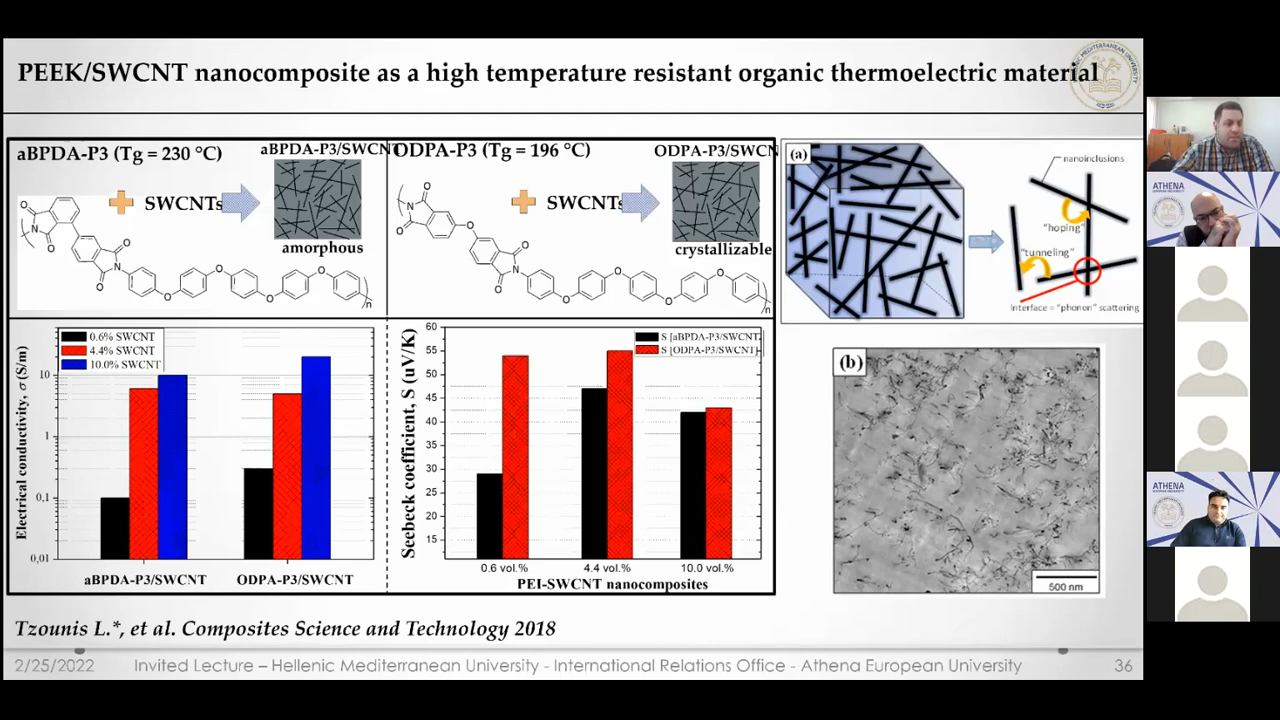 PEEK/SWCNT nanocomposite as a high temperature resistant organic thermoelectric material
aBPDA-P3 (Tg = 230 °C)
aBPDA-P3/SWCNT
SWCNTs
amorphous
O
O
N
O
O
N
O
O
O
O
O
n
ODPA-P3 (Tg = 196 °C)
ODPA-P3/SWCN
SWCNTs
crystallizable
O
N
O
O
O
N
O
O
O
O
O
n
Electrical conductivity, σ (S/m)
0.6% SWCNT
4.4% SWCNT
10.0% SWCNT
10
1
0,1
0,01
aBPDA-P3/SWCNT
ODPA-P3/SWCNT
Seebeck coefficient, S (uV/K)
S [aBPDA-P3/SWCNT
S [ODPA-P3/SWCNT]
60
55
50
45
40
35
30
25
20
15
0.6 vol.%
4.4 vol.%
10.0 vol.%
PEI-SWCNT nanocomposites
(a)
nanoinclusions
"hoping"
"tunneling"
interface = "phonon" scattering
(b)
500 nm
Tzounis L.*, et al. Composites Science and Technology 2018
2/25/2022
Invited Lecture – Hellenic Mediterranean University - International Relations Office - Athena European University
36
ATHENA
EUROPEAN UNIVERSITY
ATHENA
EUROPEAN UNIVERSITY